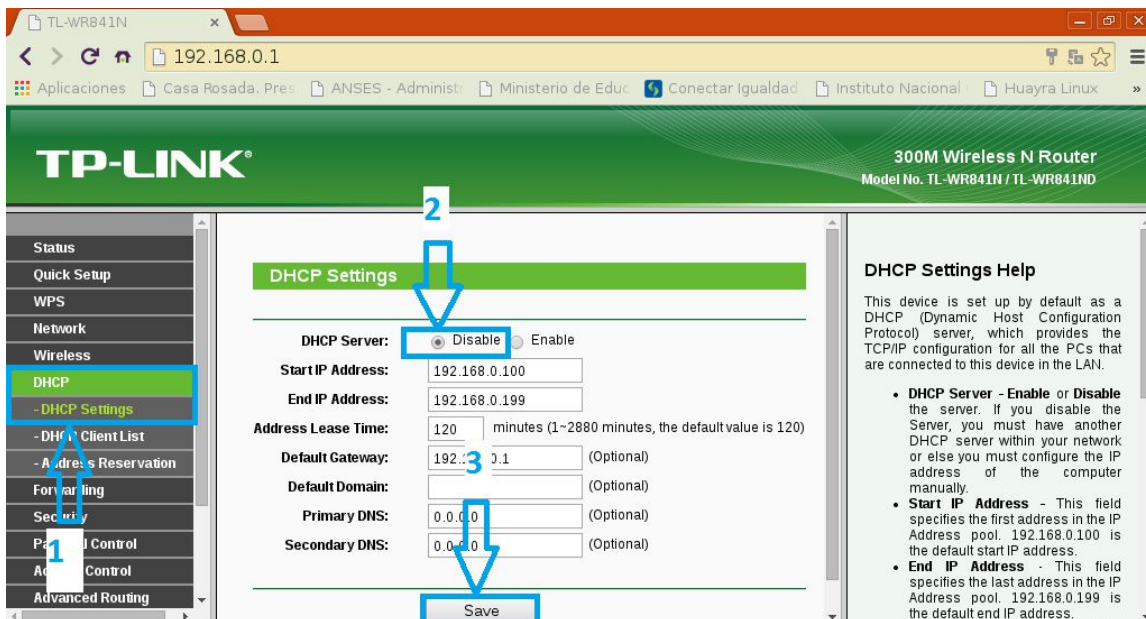 TL-WR841N
192.168.0.1
Aplicaciones Casa Rosada. Pres ANSES - Administ Ministerio de Educ Conectar Igualdad Instituto Nacional Huayra Linux »
TP-LINK®
300M Wireless N Router
Model No. TL-WR841N / TL-WR841ND
Status
Quick Setup
WPS
Network
Wireless
DHCP
- DHCP Settings
- DHCP Client List
- Address Reservation
Forwarding
Security
Control
Control
Advanced Routing
1
2
DHCP Settings
DHCP Server: Disable Enable
Start IP Address: 192.168.0.100
End IP Address: 192.168.0.199
Address Lease Time: 120 minutes (1~2880 minutes, the default value is 120)
Default Gateway: (Optional)
3
Default Domain: (Optional)
Primary DNS: 0.0.0.0 (Optional)
Secondary DNS: 0.0.0.0 (Optional)
Save
DHCP Settings Help
This device is set up by default as a
DHCP (Dynamic Host Configuration
Protocol) server, which provides the
TCP/IP configuration for all the PCs that
are connected to this device in the LAN.
• DHCP Server - Enable or Disable
the server. If you disable the
Server, you must have another
DHCP server within your network
or else you must configure the IP
address of the computer
manually.
• Start IP Address - This field
specifies the first address in the IP
Address pool. 192.168.0.100 is
the default start IP address.
• End IP Address - This field
specifies the last address in the IP
Address pool. 192.168.0.199 is
the default end IP address.